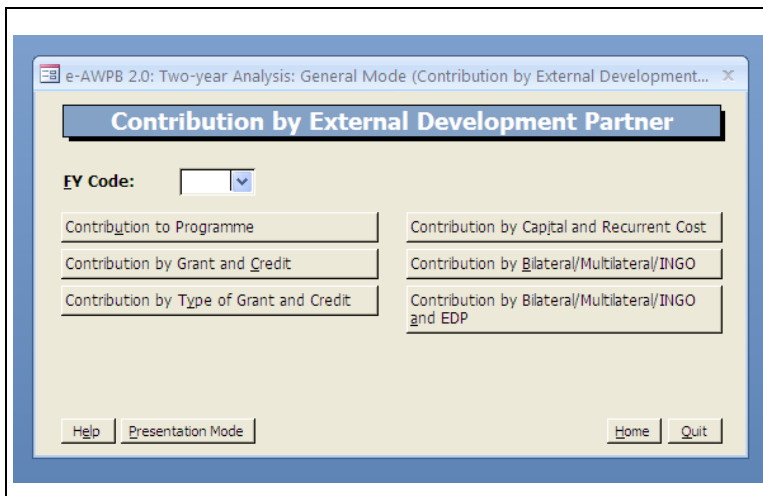 e-AWPB 2.0: Two-year Analysis: General Mode (Contribution by External Development...
Contribution by External Development Partner
FY Code:
Contribution to Programme
Contribution by Capital and Recurrent Cost
Contribution by Grant and Credit
Contribution by Bilateral/Multilateral/INGO
Contribution by Type of Grant and Credit
Contribution by Bilateral/Multilateral/INGO
and EDP
Help
Presentation Mode
Home
Quit